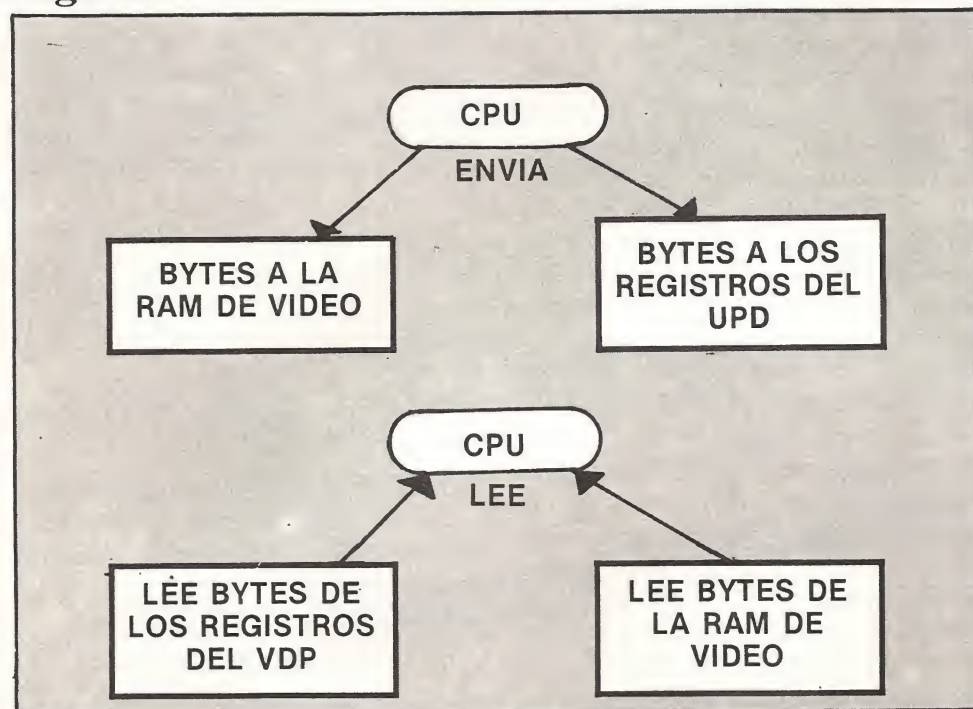 CPU
ENVIA
BYTES A LA
RAM DE VIDEO
BYTES A LOS
REGISTROS DEL
UPD
CPU
LEE
LEE BYTES DE
LOS REGISTROS
DEL VDP
LEE BYTES DE
LA RAM DE
VIDEO